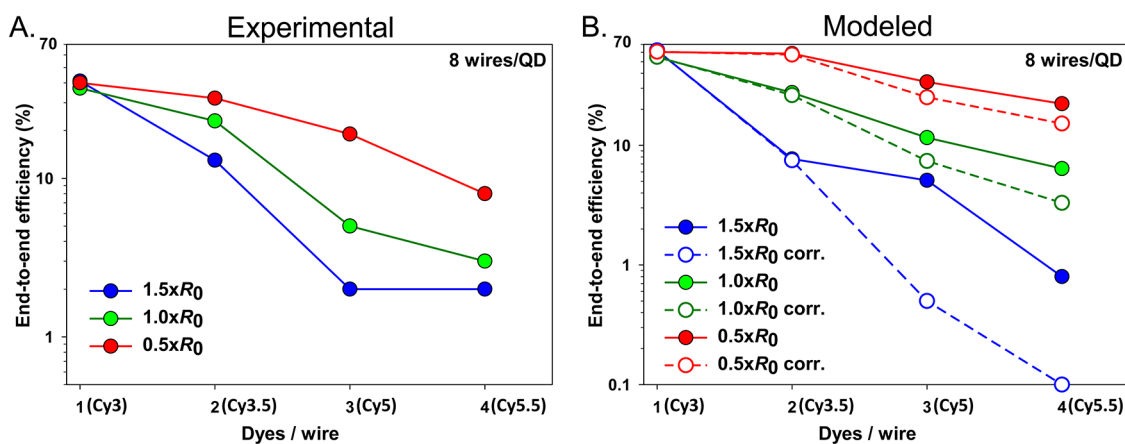 A. Experimental
70
8 wires/QD
10
1
End-to-end efficiency (%)
1.5xR0
1.0xR0
0.5xR0
1(Cy3) 2(Cy3.5) 3(Cy5) 4(Cy5.5)
Dyes / wire
B. Modeled
70
8 wires/QD
10
1
0.1
End-to-end efficiency (%)
1.5xR0
1.5xR0 corr.
1.0xR0
1.0xR0 corr.
0.5xR0
0.5xR0 corr.
1(Cy3) 2(Cy3.5) 3(Cy5) 4(Cy5.5)
Dyes / wire